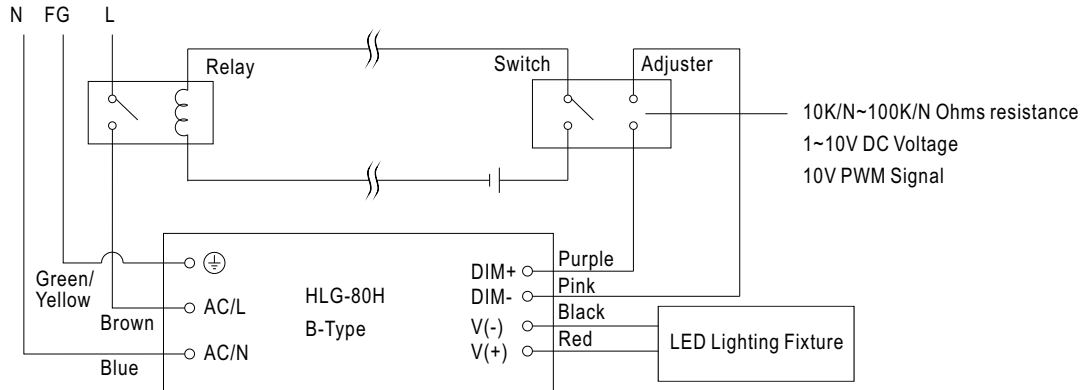 N FG L
Relay
Switch
Adjuster
10K/N~100K/N Ohms resistance
1~10V DC Voltage
10V PWM Signal
Green/
Yellow
Brown
Blue
AC/L
AC/N
HLG-80H
B-Type
DIM+
DIM-
V(-)
V(+)
Purple
Pink
Black
Red
LED Lighting Fixture